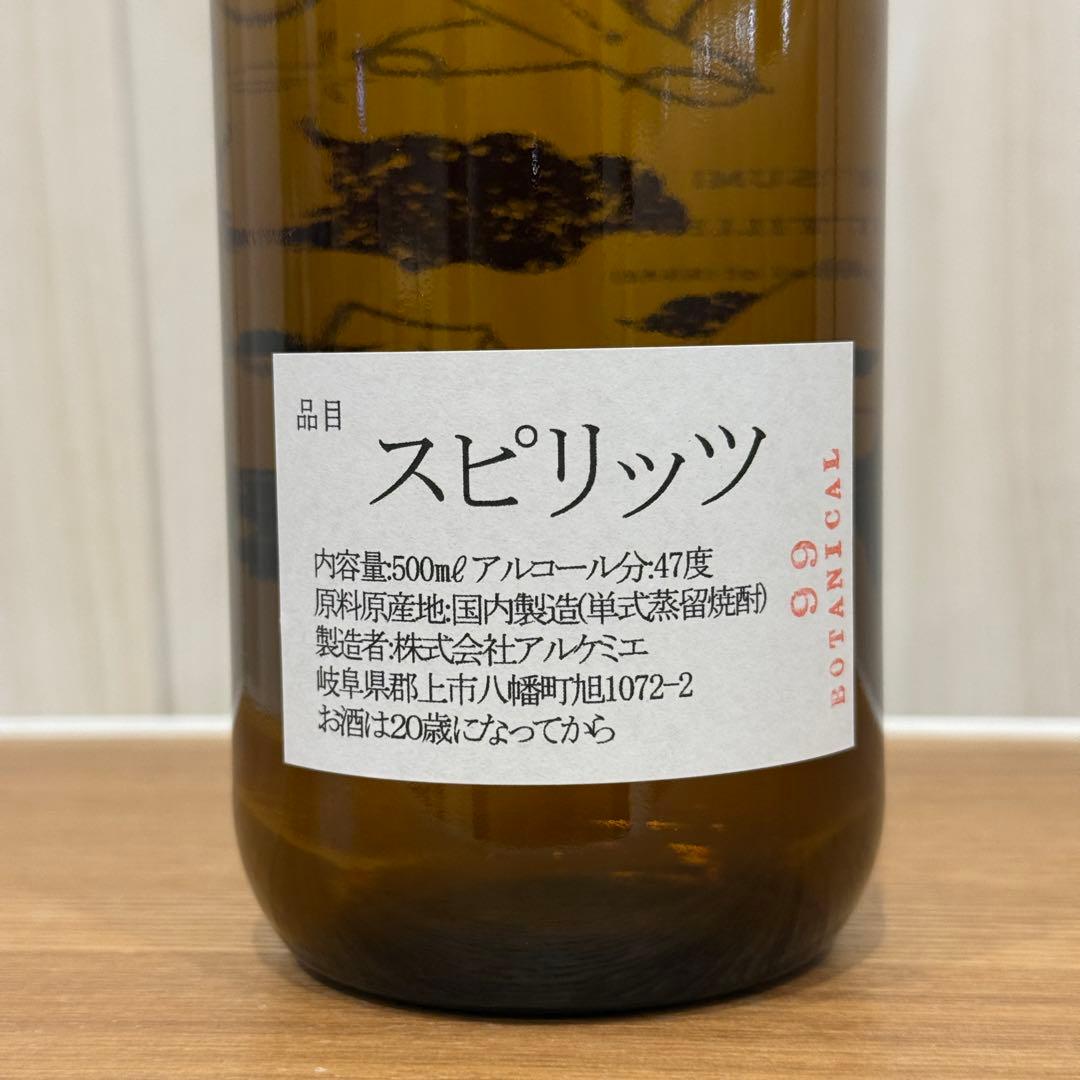 品目
スピリッツ
内容量:500mℓ アルコール分:47度
原料原産地:国内製造(単式蒸留焼酎)
製造者:株式会社アルケミエ
岐阜県郡上市八幡町旭1072-2
お酒は20歳になってから
99
BOTANICAL